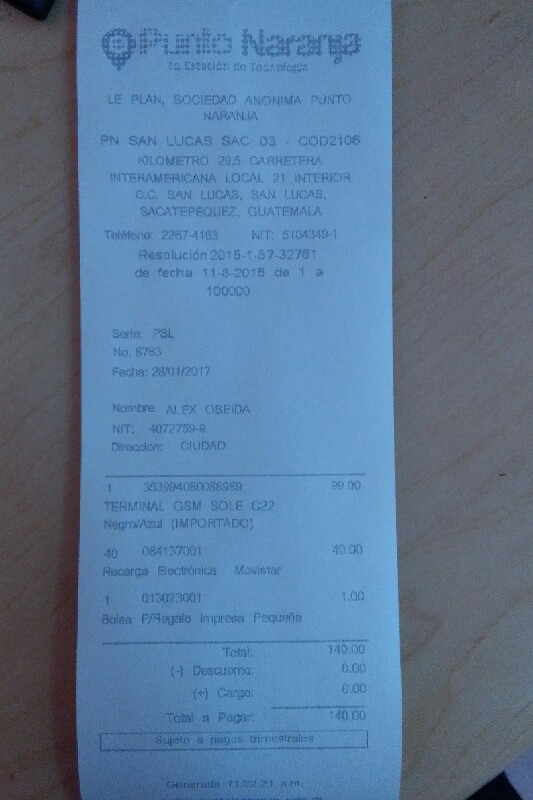 Punto Naranja
Tu Estación de Tecnología
LE PLAN, SOCIEDAD ANONIMA PUNTO
NARANJA
PN SAN LUCAS SAC 03 - COD2106
KILOMETRO 29.5 CARRETERA
INTERAMERICANA LOCAL 21 INTERIOR
C.C. SAN LUCAS, SAN LUCAS,
SACATEPEQUEZ, GUATEMALA
Teléfono: 2267-4163 NIT: 5104349-1
Resolución 2015-1-57-32761
de fecha 11-8-2015 de 1 a
100000
Serie: PSL
No. 8763
Fecha: 28/01/2017
Nombre: ALEX OSEIDA
NIT: 4072759-8
Direccion: CIUDAD
1 353994080088969 99.00
TERMINAL GSM SOLE C22
Negro/Azul (IMPORTADO)
40 084137001 40.00
Recarga Electrónica Movistar
1 013023001 1.00
Bolsa P/Regalo Impresa Pequeña
Total: 140.00
(-) Descuento: 0.00
(+) Cargo: 0.00
Total a Pagar: 140.00
Sujeto a pagos trimestrales
Generada 11:22:21 a.m.